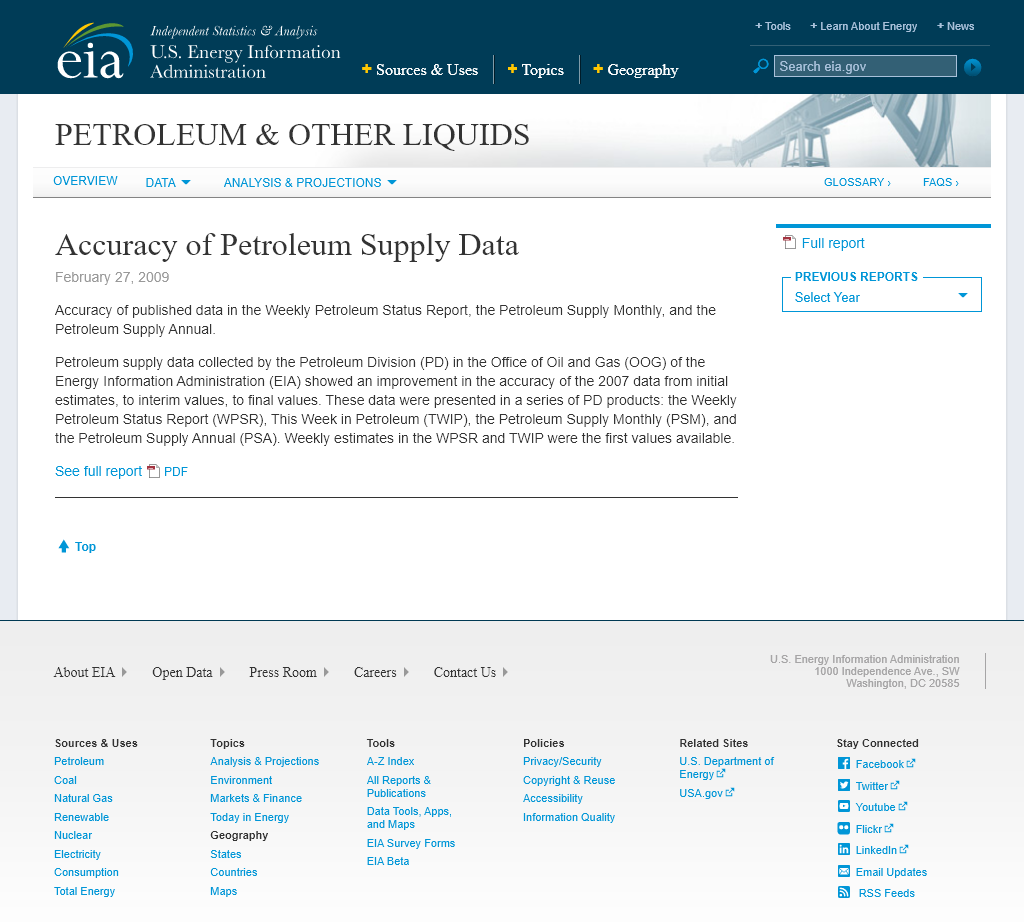 eia
Independent Statistics & Analysis
U.S. Energy Information
Administration
+ Sources & Uses
+ Topics
+ Geography
+ Tools
+ Learn About Energy
+ News
Search eia.gov
PETROLEUM & OTHER LIQUIDS
OVERVIEW
DATA
ANALYSIS & PROJECTIONS
GLOSSARY ›
FAQS ›
Accuracy of Petroleum Supply Data
February 27, 2009
Accuracy of published data in the Weekly Petroleum Status Report, the Petroleum Supply Monthly, and the
Petroleum Supply Annual.
Petroleum supply data collected by the Petroleum Division (PD) in the Office of Oil and Gas (OOG) of the
Energy Information Administration (EIA) showed an improvement in the accuracy of the 2007 data from initial
estimates, to interim values, to final values. These data were presented in a series of PD products: the Weekly
Petroleum Status Report (WPSR), This Week in Petroleum (TWIP), the Petroleum Supply Monthly (PSM), and
the Petroleum Supply Annual (PSA). Weekly estimates in the WPSR and TWIP were the first values available.
See full report PDF
Full report
PREVIOUS REPORTS
Select Year
Top
About EIA
Open Data
Press Room
Careers
Contact Us
U.S. Energy Information Administration
1000 Independence Ave., SW
Washington, DC 20585
Sources & Uses
Petroleum
Coal
Natural Gas
Renewable
Nuclear
Electricity
Consumption
Total Energy
Topics
Analysis & Projections
Environment
Markets & Finance
Today in Energy
Geography
States
Countries
Maps
Tools
A-Z Index
All Reports &
Publications
Data Tools, Apps,
and Maps
EIA Survey Forms
EIA Beta
Policies
Privacy/Security
Copyright & Reuse
Accessibility
Information Quality
Related Sites
U.S. Department of
Energy
USA.gov
Stay Connected
Facebook
Twitter
Youtube
Flickr
LinkedIn
Email Updates
RSS Feeds